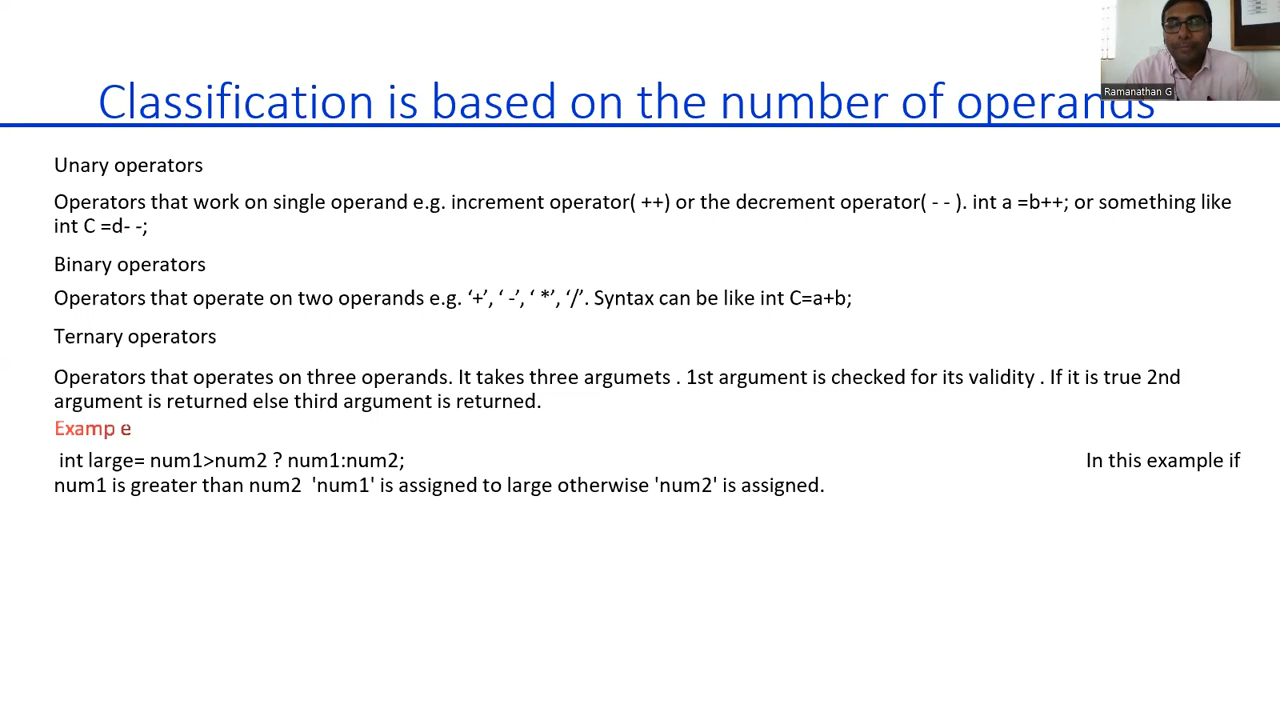 Classification is based on the number of operands
Ramanathan G
Unary operators
Operators that work on single operand e.g. increment operator( ++) or the decrement operator( - - ). int a =b++; or something like
int C =d- -;
Binary operators
Operators that operate on two operands e.g. ‘+’, ‘ -’, ‘ *’, ‘/’. Syntax can be like int C=a+b;
Ternary operators
Operators that operates on three operands. It takes three argumets . 1st argument is checked for its validity . If it is true 2nd
argument is returned else third argument is returned.
Examp e
int large= num1>num2 ? num1:num2; In this example if
num1 is greater than num2 'num1' is assigned to large otherwise 'num2' is assigned.